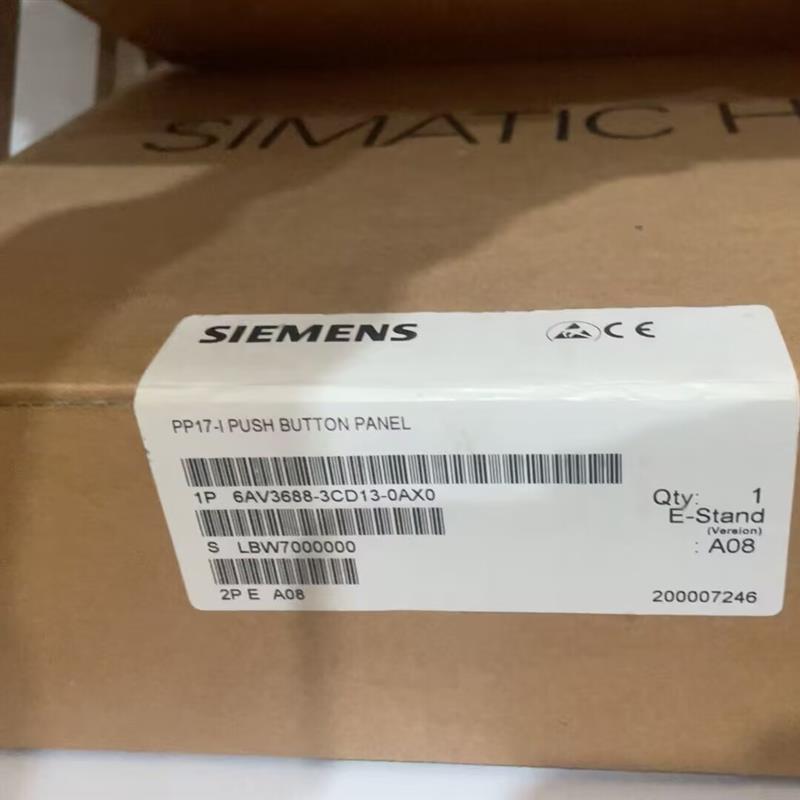 SIMATIC H
SIEMENS CE
PP17-I PUSH BUTTON PANEL
1P 6AV3688-3CD13-0AX0
Qty: 1
E-Stand
(Version)
S LBW7000000
: A08
2P E A08
200007246